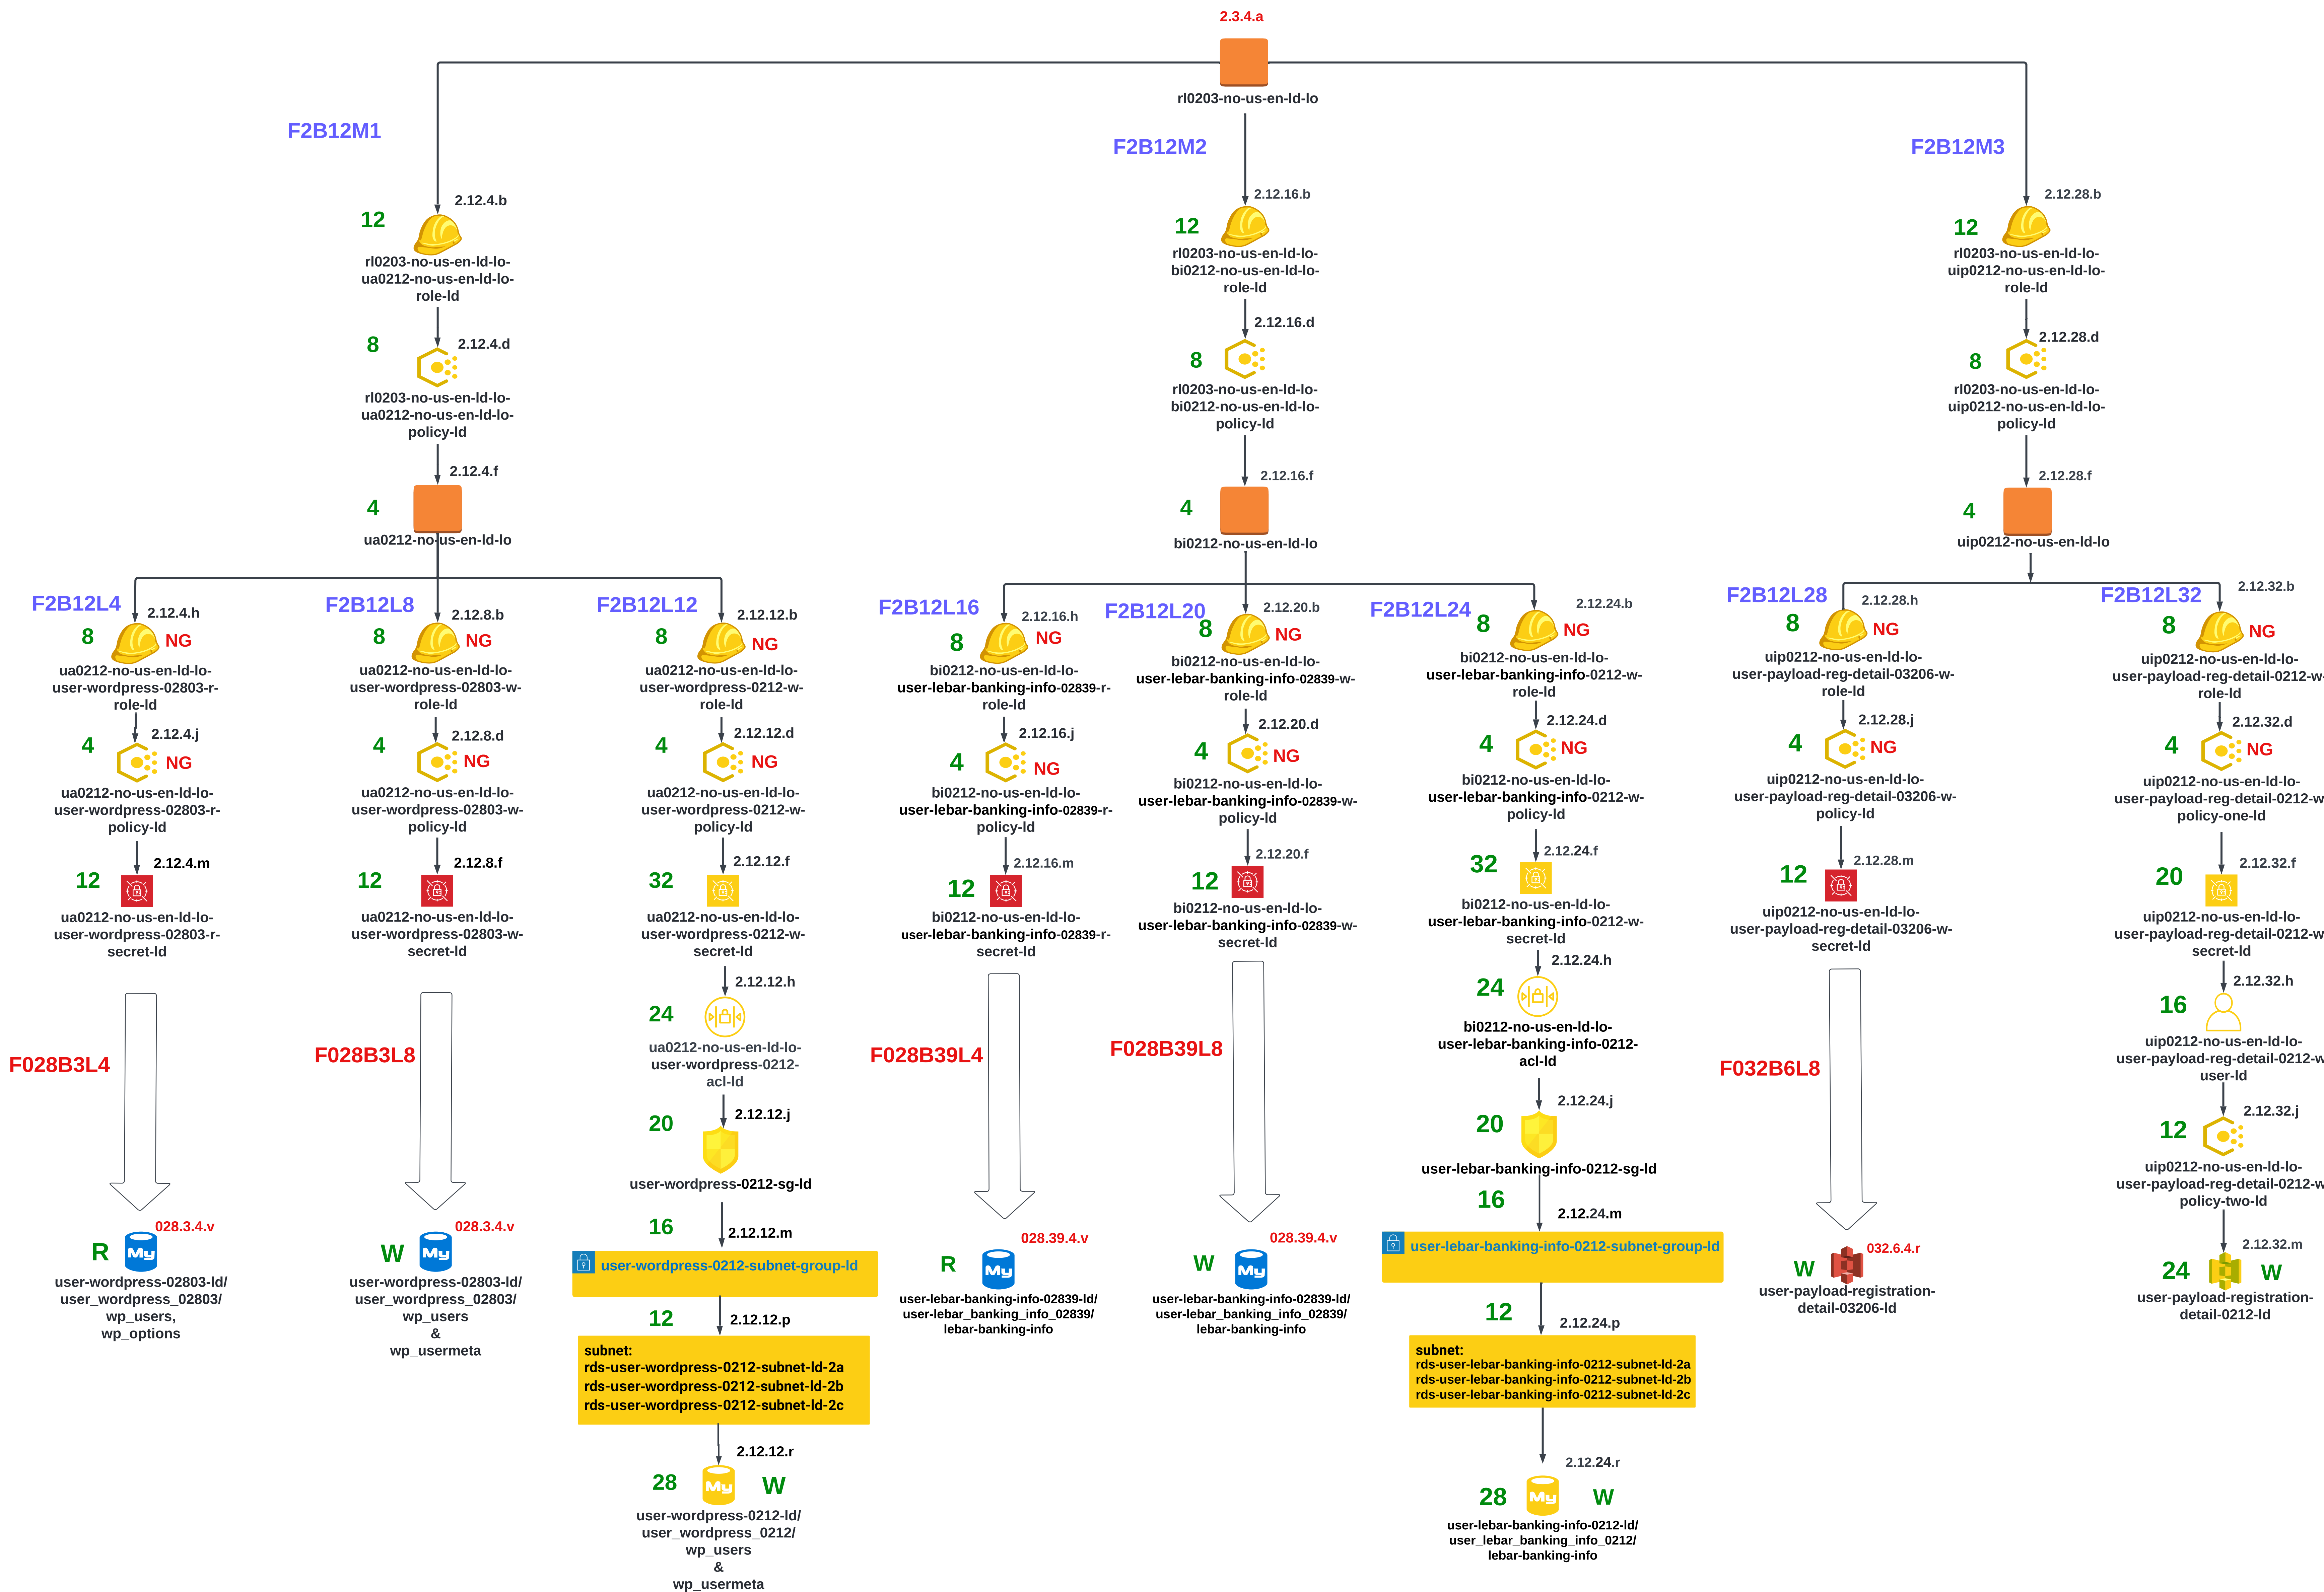 2.3.4.a
rl0203-no-us-en-ld-lo
F2B12M1
F2B12M2
F2B12M3
2.12.4.b
12
rl0203-no-us-en-ld-lo-
ua0212-no-us-en-ld-lo-
role-ld
2.12.4.d
8
rl0203-no-us-en-ld-lo-
ua0212-no-us-en-ld-lo-
policy-ld
2.12.4.f
4
ua0212-no-us-en-ld-lo
2.12.16.b
12
rl0203-no-us-en-ld-lo-
bi0212-no-us-en-ld-lo-
role-ld
2.12.16.d
8
rl0203-no-us-en-ld-lo-
bi0212-no-us-en-ld-lo-
policy-ld
2.12.16.f
4
bi0212-no-us-en-ld-lo
2.12.28.b
12
rl0203-no-us-en-ld-lo-
uip0212-no-us-en-ld-lo-
role-ld
2.12.28.d
8
rl0203-no-us-en-ld-lo-
uip0212-no-us-en-ld-lo-
policy-ld
2.12.28.f
4
uip0212-no-us-en-ld-lo
F2B12L4
2.12.4.h
8
NG
ua0212-no-us-en-ld-lo-
user-wordpress-02803-r-
role-ld
2.12.4.j
4
NG
ua0212-no-us-en-ld-lo-
user-wordpress-02803-r-
policy-ld
2.12.4.m
12
ua0212-no-us-en-ld-lo-
user-wordpress-02803-r-
secret-ld
F028B3L4
028.3.4.v
R
My
user-wordpress-02803-ld/
user_wordpress_02803/
wp_users,
wp_options
F2B12L8
2.12.8.b
8
NG
ua0212-no-us-en-ld-lo-
user-wordpress-02803-w-
role-ld
2.12.8.d
4
NG
ua0212-no-us-en-ld-lo-
user-wordpress-02803-w-
policy-ld
2.12.8.f
12
ua0212-no-us-en-ld-lo-
user-wordpress-02803-w-
secret-ld
F028B3L8
028.3.4.v
W
My
user-wordpress-02803-ld/
user_wordpress_02803/
wp_users
&
wp_usermeta
F2B12L12
2.12.12.b
8
NG
ua0212-no-us-en-ld-lo-
user-wordpress-0212-w-
role-ld
2.12.12.d
4
NG
ua0212-no-us-en-ld-lo-
user-wordpress-0212-w-
policy-ld
2.12.12.f
32
ua0212-no-us-en-ld-lo-
user-wordpress-0212-w-
secret-ld
2.12.12.h
24
ua0212-no-us-en-ld-lo-
user-wordpress-0212-
acl-ld
2.12.12.j
20
user-wordpress-0212-sg-ld
16
2.12.12.m
user-wordpress-0212-subnet-group-ld
12
2.12.12.p
subnet:
rds-user-wordpress-0212-subnet-ld-2a
rds-user-wordpress-0212-subnet-ld-2b
rds-user-wordpress-0212-subnet-ld-2c
2.12.12.r
28
My
W
user-wordpress-0212-ld/
user_wordpress_0212/
wp_users
&
wp_usermeta
F2B12L16
2.12.16.h
8
NG
bi0212-no-us-en-ld-lo-
user-lebar-banking-info-02839-r-
role-ld
2.12.16.j
4
NG
bi0212-no-us-en-ld-lo-
user-lebar-banking-info-02839-r-
policy-ld
2.12.16.m
12
bi0212-no-us-en-ld-lo-
user-lebar-banking-info-02839-r-
secret-ld
F028B39L4
028.39.4.v
R
My
user-lebar-banking-info-02839-ld/
user-lebar_banking_info_02839/
lebar-banking-info
F2B12L20
2.12.20.b
8
NG
bi0212-no-us-en-ld-lo-
user-lebar-banking-info-02839-w-
role-ld
2.12.20.d
4
NG
bi0212-no-us-en-ld-lo-
user-lebar-banking-info-02839-w-
policy-ld
2.12.20.f
12
bi0212-no-us-en-ld-lo-
user-lebar-banking-info-02839-w-
secret-ld
F028B39L8
028.39.4.v
W
My
user-lebar-banking-info-02839-ld/
user-lebar_banking_info_02839/
lebar-banking-info
F2B12L24
2.12.24.b
8
NG
bi0212-no-us-en-ld-lo-
user-lebar-banking-info-0212-w-
role-ld
2.12.24.d
4
NG
bi0212-no-us-en-ld-lo-
user-lebar-banking-info-0212-w-
policy-ld
2.12.24.f
32
bi0212-no-us-en-ld-lo-
user-lebar-banking-info-0212-w-
secret-ld
2.12.24.h
24
bi0212-no-us-en-ld-lo-
user-lebar-banking-info-0212-
acl-ld
2.12.24.j
20
user-lebar-banking-info-0212-sg-ld
16
2.12.24.m
user-lebar-banking-info-0212-subnet-group-ld
12
2.12.24.p
subnet:
rds-user-lebar-banking-info-0212-subnet-ld-2a
rds-user-lebar-banking-info-0212-subnet-ld-2b
rds-user-lebar-banking-info-0212-subnet-ld-2c
2.12.24.r
28
My
W
user-lebar-banking-info-0212-ld/
user_lebar_banking_info_0212/
lebar-banking-info
F2B12L28
2.12.28.h
8
NG
uip0212-no-us-en-ld-lo-
user-payload-reg-detail-03206-w-
role-ld
2.12.28.j
4
NG
uip0212-no-us-en-ld-lo-
user-payload-reg-detail-03206-w-
policy-ld
2.12.28.m
12
uip0212-no-us-en-ld-lo-
user-payload-reg-detail-03206-w-
secret-ld
F032B6L8
032.6.4.r
W
user-payload-registration-
detail-03206-ld
F2B12L32
2.12.32.b
8
NG
uip0212-no-us-en-ld-lo-
user-payload-reg-detail-0212-w-
role-ld
2.12.32.d
4
NG
uip0212-no-us-en-ld-lo-
user-payload-reg-detail-0212-w
policy-one-ld
2.12.32.f
20
uip0212-no-us-en-ld-lo-
user-payload-reg-detail-0212-w
secret-ld
2.12.32.h
16
uip0212-no-us-en-ld-lo-
user-payload-reg-detail-0212-w
user-ld
2.12.32.j
12
uip0212-no-us-en-ld-lo-
user-payload-reg-detail-0212-w
policy-two-ld
2.12.32.m
24
W
user-payload-registration-
detail-0212-ld